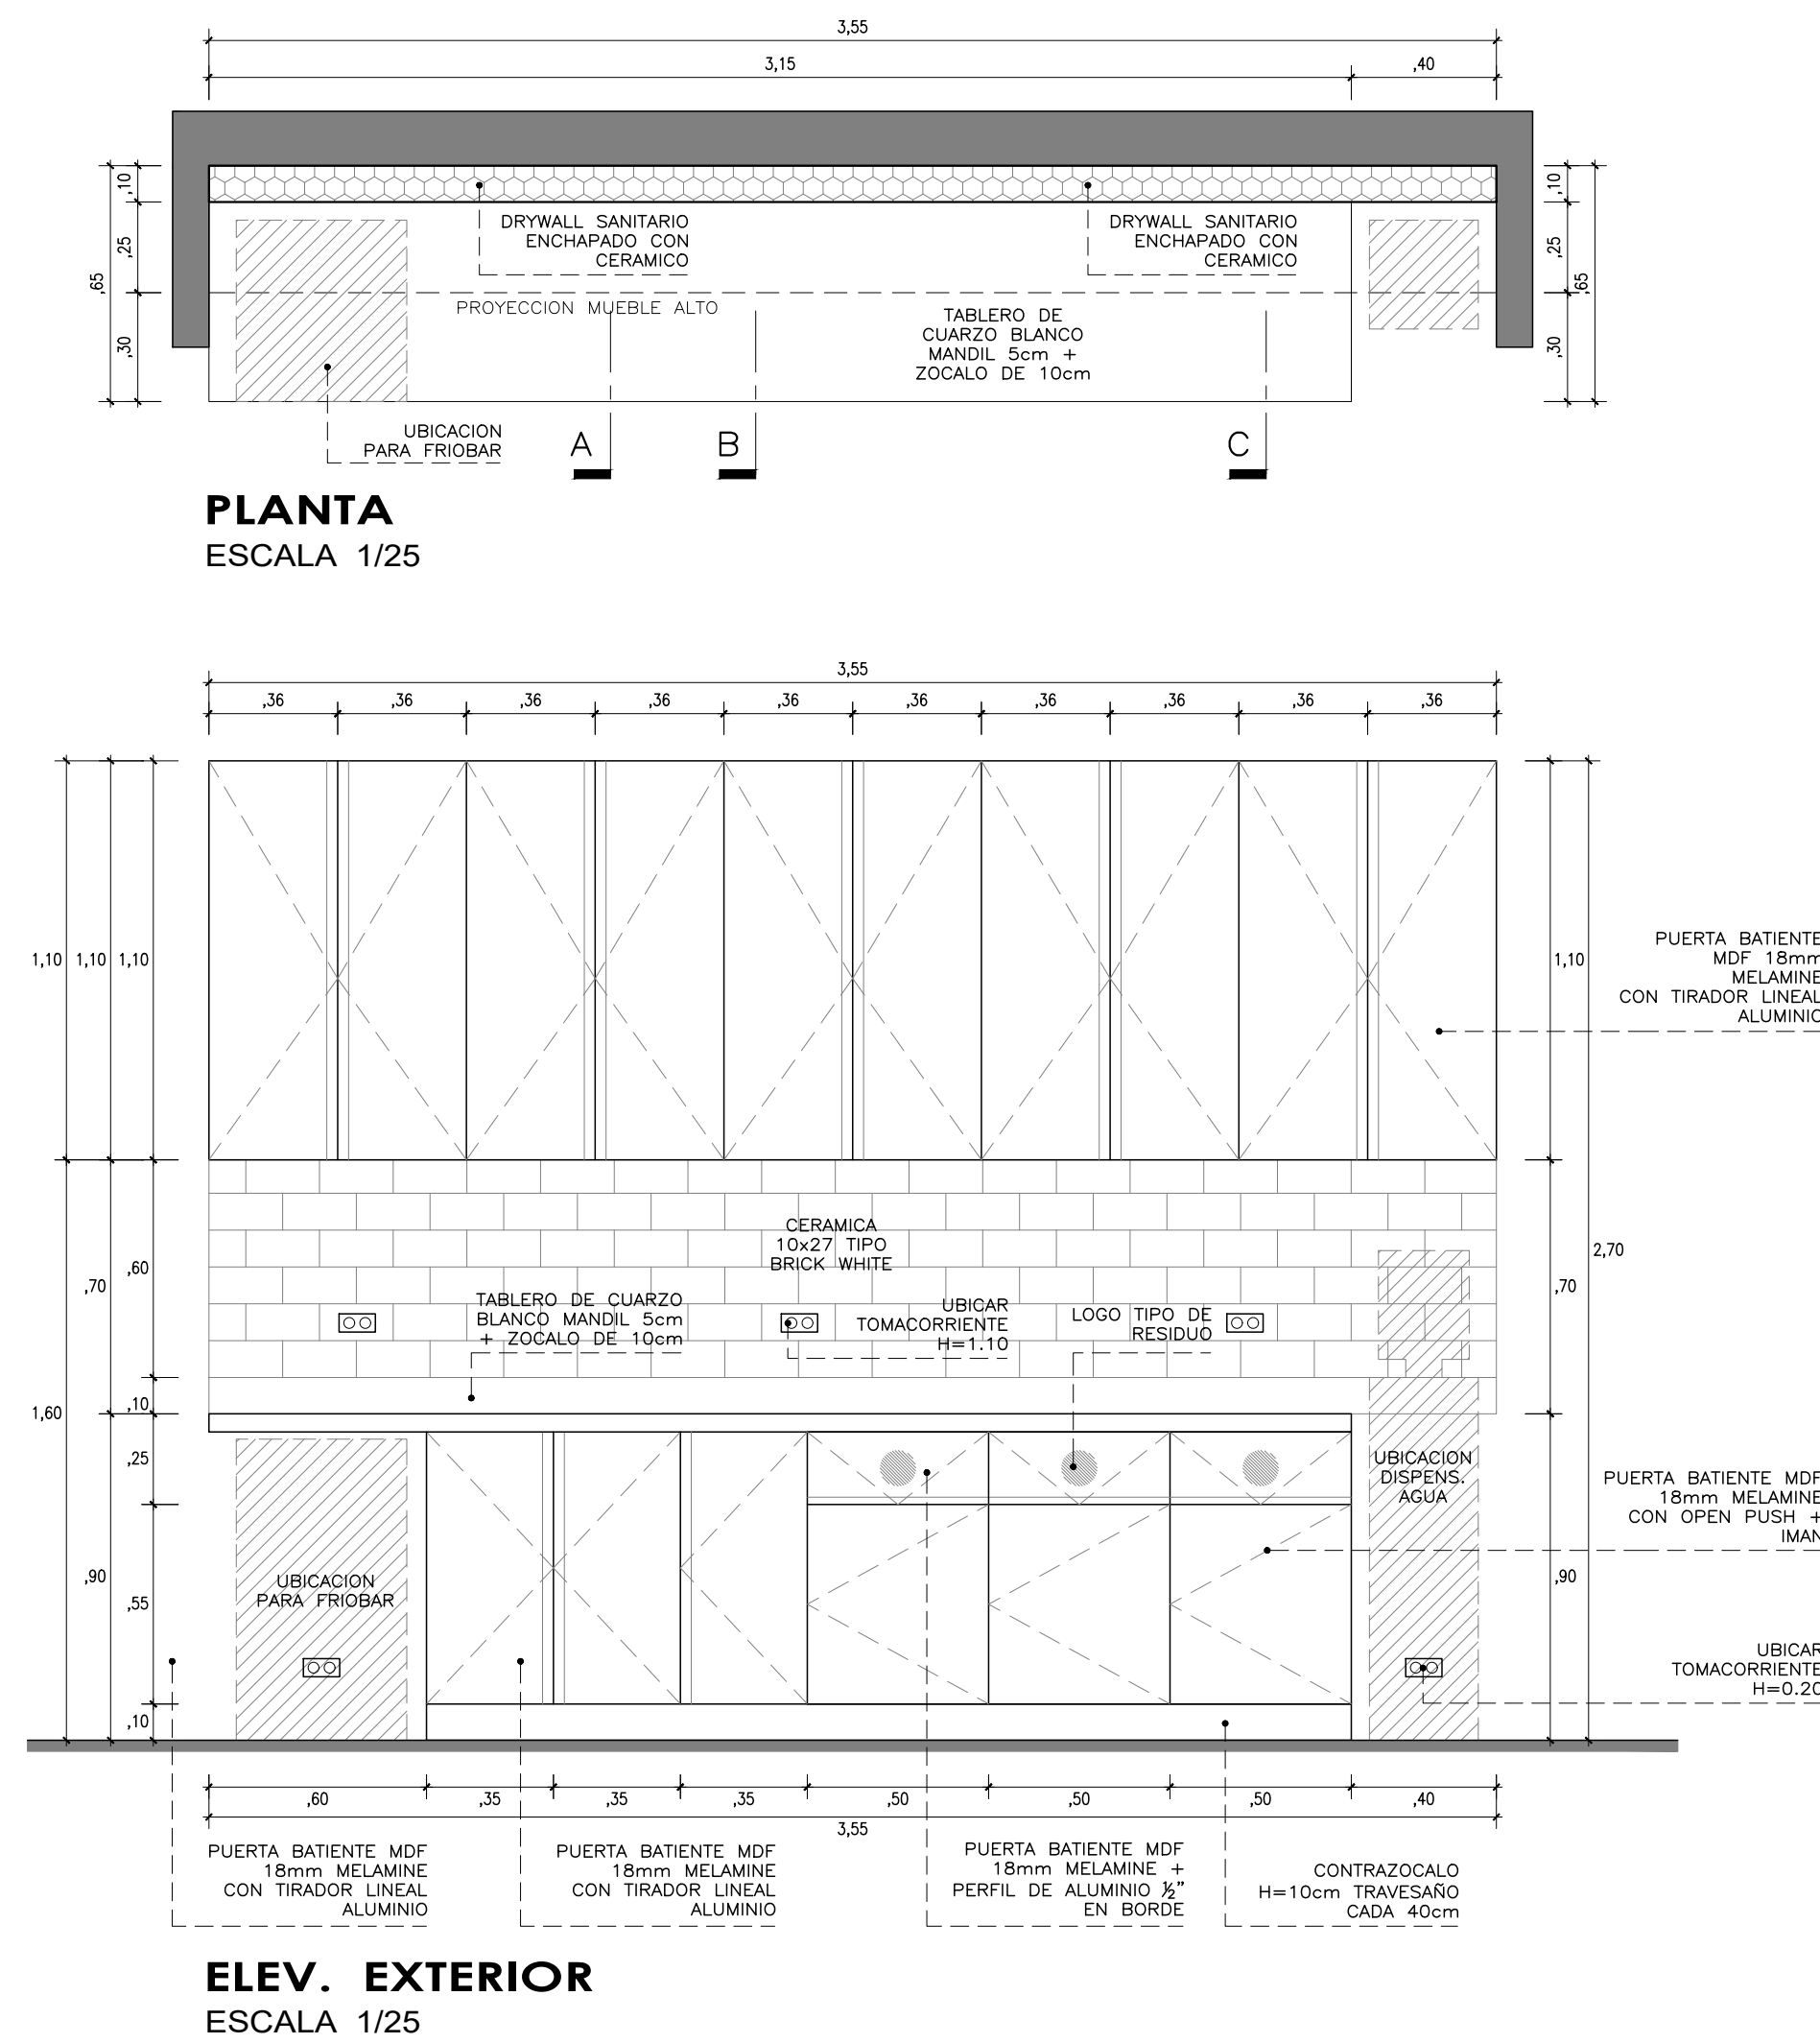 3,55
3,15
,40
,10
,25
,65
,30
,10
,25
,65
,30
DRYWALL SANITARIO
ENCHAPADO CON
CERAMICO
DRYWALL SANITARIO
ENCHAPADO CON
CERAMICO
PROYECCION MUEBLE ALTO
TABLERO DE
CUARZO BLANCO
MANDIL 5cm +
ZOCALO DE 10cm
UBICACION
PARA FRIOBAR
A
B
C
PLANTA
ESCALA 1/25
3,55
,36 ,36 ,36 ,36 ,36 ,36 ,36 ,36 ,36 ,36
1,10 1,10 1,10
1,10
PUERTA BATIENTE
MDF 18mm
MELAMINE
CON TIRADOR LINEAL
ALUMINIO
CERAMICA
10x27 TIPO
BRICK WHITE
,60
,70
2,70
,70
TABLERO DE CUARZO
BLANCO MANDIL 5cm
+ ZOCALO DE 10cm
UBICAR
TOMACORRIENTE
H=1.10
LOGO TIPO DE
RESIDUO
1,60
,10
,25
UBICACION
DISPENS.
AGUA
PUERTA BATIENTE MDF
18mm MELAMINE
CON OPEN PUSH +
IMAN
,90
,55
,90
UBICACION
PARA FRIOBAR
UBICAR
TOMACORRIENTE
H=0.20
,10
,60 ,35 ,35 ,35 ,50 ,50 ,50 ,40
3,55
PUERTA BATIENTE MDF
18mm MELAMINE
CON TIRADOR LINEAL
ALUMINIO
PUERTA BATIENTE MDF
18mm MELAMINE
CON TIRADOR LINEAL
ALUMINIO
PUERTA BATIENTE MDF
18mm MELAMINE +
PERFIL DE ALUMINIO ½”
EN BORDE
CONTRAZOCALO
H=10cm TRAVESAÑO
CADA 40cm
ELEV. EXTERIOR
ESCALA 1/25